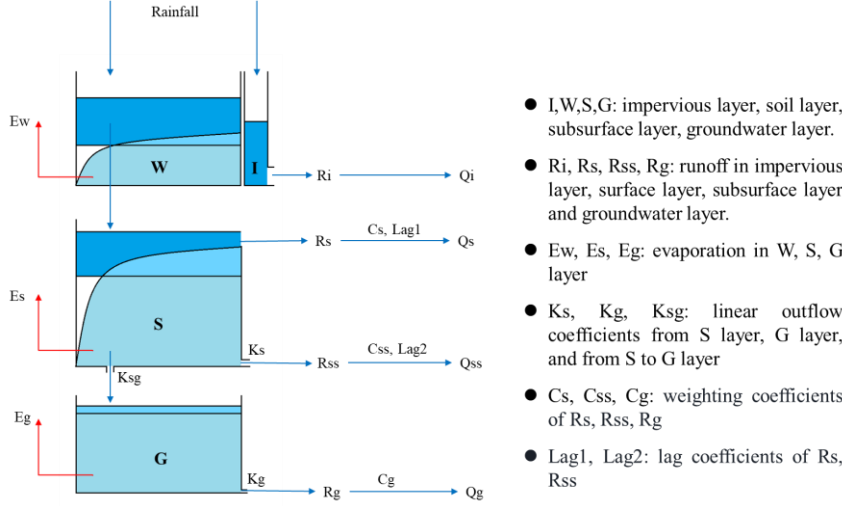 Rainfall
Ew
W
I
Ri
Qi
Rs
Cs, Lag1
Qs
Es
S
Ks
Rss
Css, Lag2
Qss
Ksg
Eg
G
Kg
Rg
Cg
Qg
● I,W,S,G: impervious layer, soil layer,
subsurface layer, groundwater layer.
● Ri, Rs, Rss, Rg: runoff in impervious
layer, surface layer, subsurface layer
and groundwater layer.
● Ew, Es, Eg: evaporation in W, S, G
layer
● Ks, Kg, Ksg: linear outflow
coefficients from S layer, G layer,
and from S to G layer
● Cs, Css, Cg: weighting coefficients
of Rs, Rss, Rg
● Lag1, Lag2: lag coefficients of Rs,
Rss